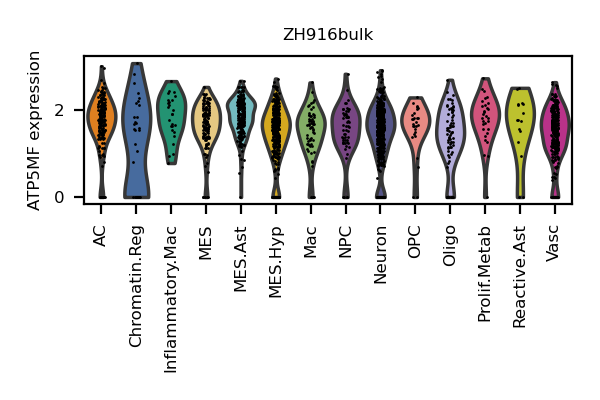 ZH916bulk
ATP5MF expression
2
0
AC
Chromatin.Reg
Inflammatory.Mac
MES
MES.Ast
MES.Hyp
Mac
NPC
Neuron
OPC
Oligo
Prolif.Metab
Reactive.Ast
Vasc